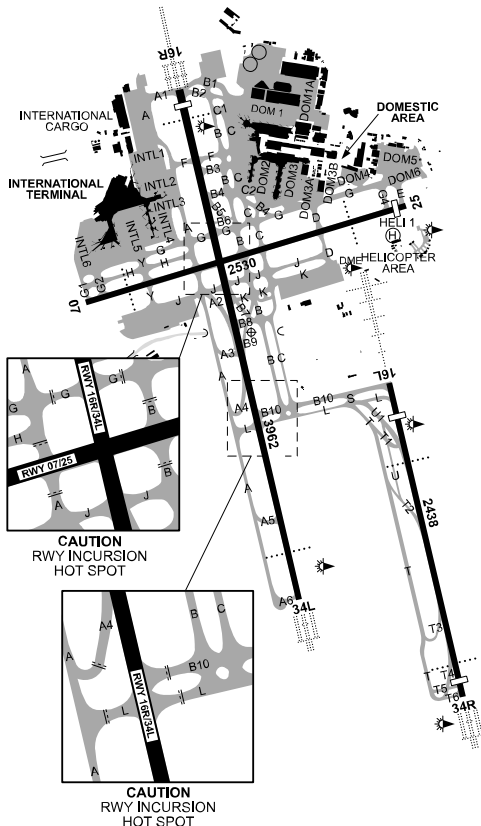 16R
B1
A1
B2
DOM1A
A
C1
DOM 1
INTERNATIONAL
CARGO
DOMESTIC
AREA
B
C
INTL1
F
F
B3
DOM5
INTL2
B
C
DOM2
DOM3
DOM3B
DOM4
DOM6
INTERNATIONAL
TERMINAL
INTL3
B4
C2
DOM3A
G
G4
E
25
INTL4
A
B5
B6
B4
C
G
D
HELI 1
H
INTL5
G
G
B
I
C
INTL6
Y
H
G
H
J
J
D
DME
HELICOPTER
AREA
G1
G2
2530
K
07
Y
J
J
J
J
K
A2
K
B7
B
B8
B9
C
A3
A
B
C
16L
A4
B10
B10
S
L
L
L
U1
T1
3962
U
A
T2
2438
A5
T
A6
34L
T3
T
T4
T5
T6
34R
A
G
G
B
RWY 16R/34L
G
H
RWY 07/25
B
A
J
J
CAUTION
RWY INCURSION
HOT SPOT
B
C
A4
A
B10
L
L
RWY 16R/34L
A
CAUTION
RWY INCURSION
HOT SPOT